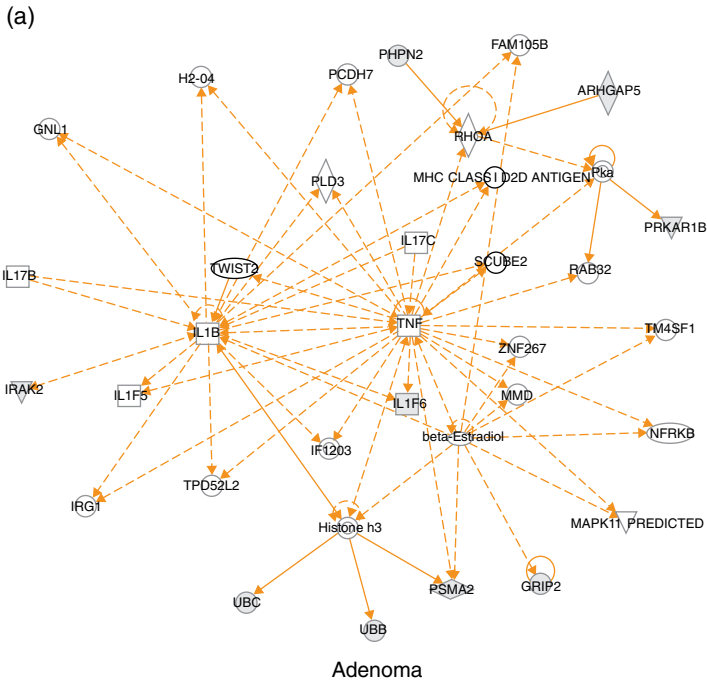 (a)
FAM105B
PHPN2
H2-04
PCDH7
ARHGAP5
GNL1
RHOA
PLD3
MHC CLASS I D2D ANTIGEN
Pka
PRKAR1B
IL17C
IL17B
TWIST2
SCUBE2
RAB32
IL1B
TNF
TM4SF1
ZNF267
IRAK2
IL1F5
IL1F6
MMD
beta-Estradiol
NFRKB
IF1203
TPD52L2
IRG1
Histone h3
MAPK11 PREDICTED
UBC
PSMA2
GRIP2
UBB
Adenoma